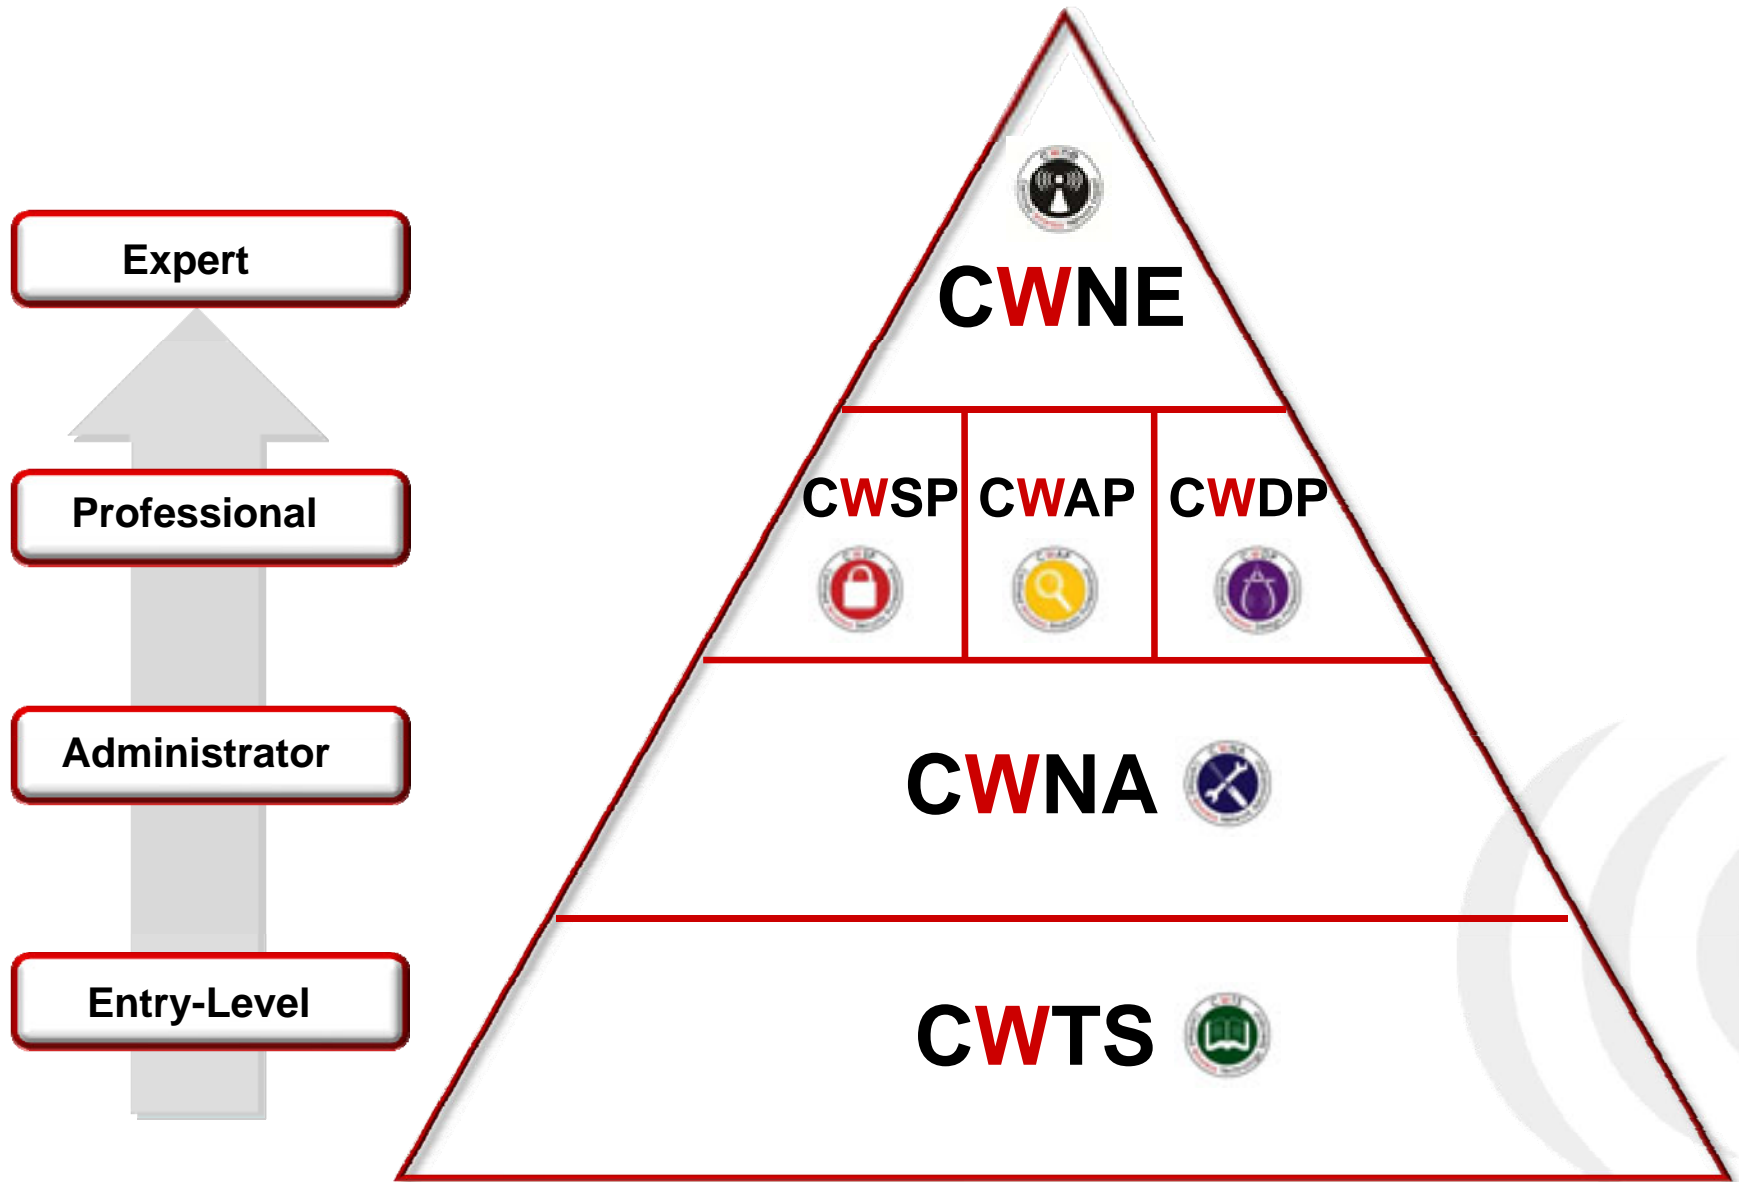 Expert
CWNE
Professional
CWSP CWAP CWDP
Administrator
CWNA
Entry-Level
CWTS